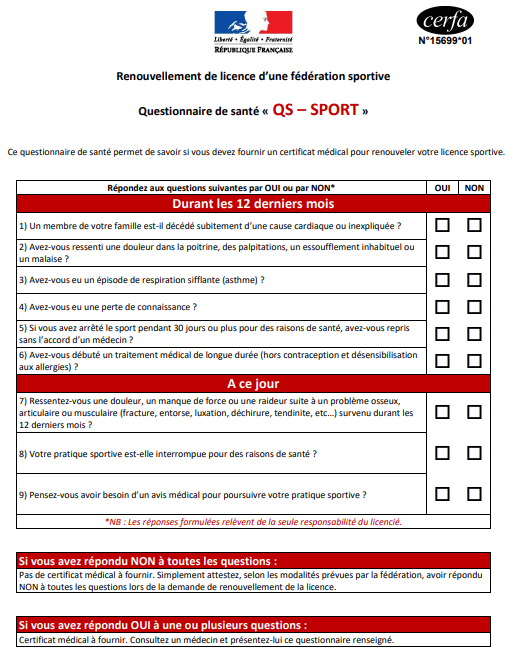 Liberté • Égalité • Fraternité
RÉPUBLIQUE FRANÇAISE
cerfa
N°15699*01
Renouvellement de licence d'une fédération sportive
Questionnaire de santé « QS – SPORT »
Ce questionnaire de santé permet de savoir si vous devez fournir un certificat médical pour renouveler votre licence sportive.
Répondez aux questions suivantes par OUI ou par NON* OUI NON
Durant les 12 derniers mois
1) Un membre de votre famille est-il décédé subitement d'une cause cardiaque ou inexpliquée ?
2) Avez-vous ressenti une douleur dans la poitrine, des palpitations, un essoufflement inhabituel ou
un malaise ?
3) Avez-vous eu un épisode de respiration sifflante (asthme) ?
4) Avez-vous eu une perte de connaissance ?
5) Si vous avez arrêté le sport pendant 30 jours ou plus pour des raisons de santé, avez-vous repris
sans l'accord d'un médecin ?
6) Avez-vous débuté un traitement médical de longue durée (hors contraception et désensibilisation
aux allergies) ?
A ce jour
7) Ressentez-vous une douleur, un manque de force ou une raideur suite à un problème osseux,
articulaire ou musculaire (fracture, entorse, luxation, déchirure, tendinite, etc...) survenu durant les
12 derniers mois ?
8) Votre pratique sportive est-elle interrompue pour des raisons de santé ?
9) Pensez-vous avoir besoin d'un avis médical pour poursuivre votre pratique sportive ?
*NB : Les réponses formulées relèvent de la seule responsabilité du licencié.
Si vous avez répondu NON à toutes les questions :
Pas de certificat médical à fournir. Simplement attestez, selon les modalités prévues par la fédération, avoir répondu
NON à toutes les questions lors de la demande de renouvellement de la licence.
Si vous avez répondu OUI à une ou plusieurs questions :
Certificat médical à fournir. Consultez un médecin et présentez-lui ce questionnaire renseigné.